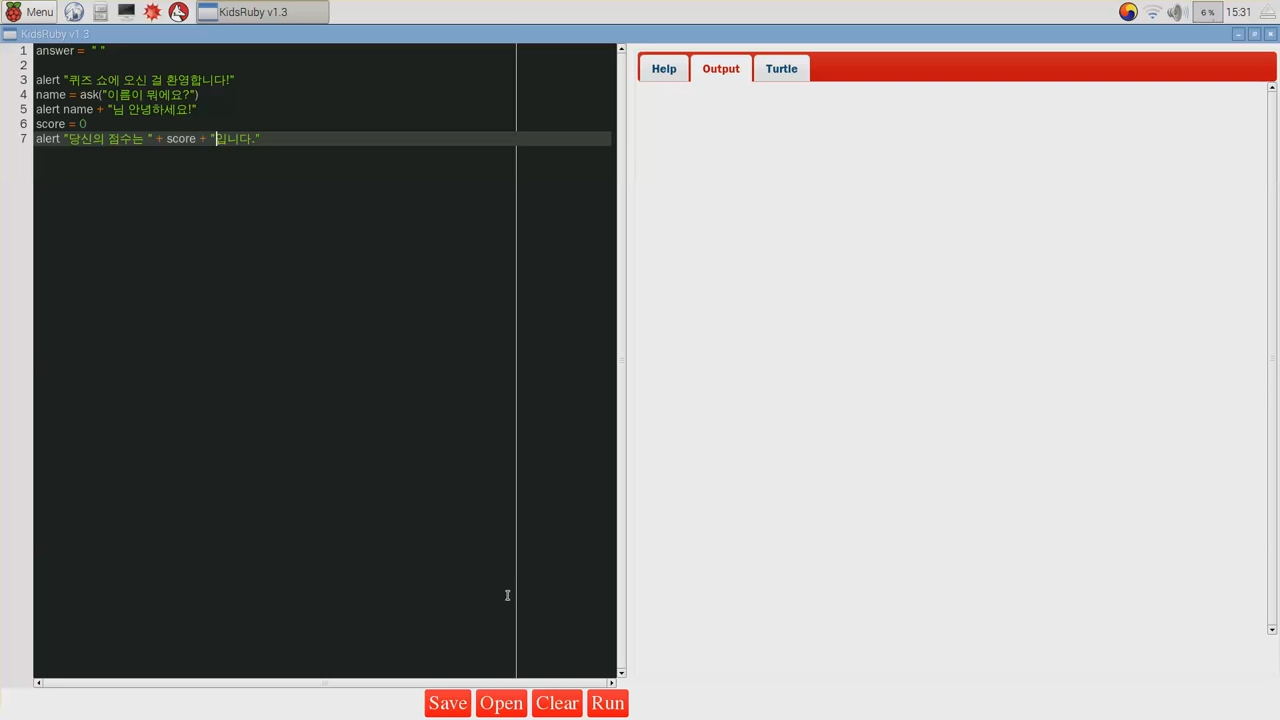 Menu KidsRuby v1.3 6 % 15:31
KidsRuby v1.3
1 answer =  " "
2
3 alert "퀴즈 쇼에 오신 걸 환영합니다!"
4 name = ask("이름이 뭐에요?")
5 alert name + "님 안녕하세요!"
6 score = 0
7 alert "당신의 점수는 " + score + "입니다."
Help Output Turtle
Save Open Clear Run